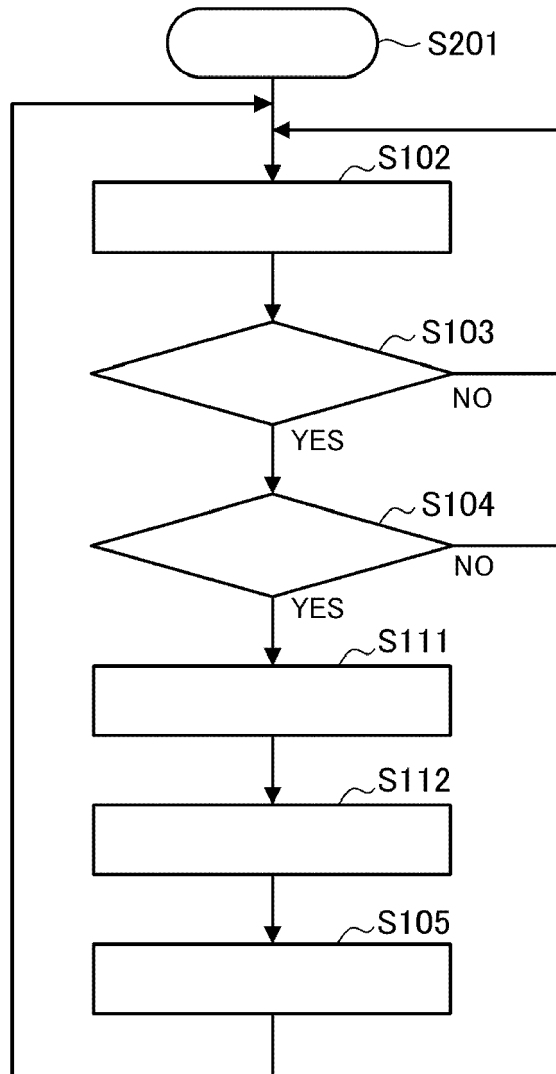 S201
S102
S103
NO
YES
S104
NO
YES
S111
S112
S105